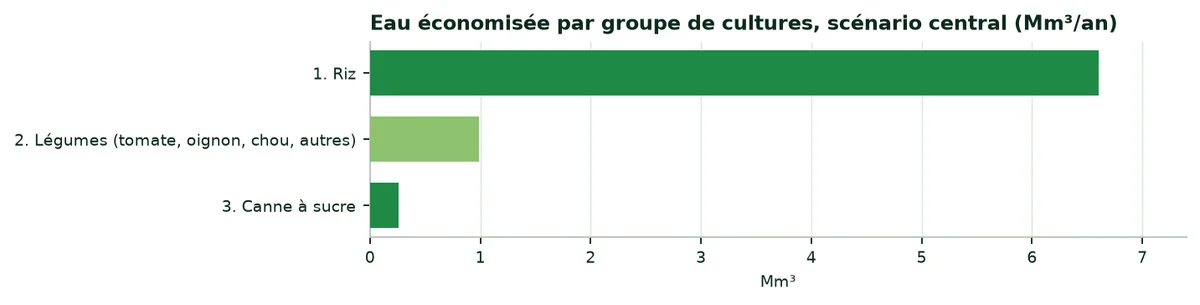 Eau économisée par groupe de cultures, scénario central (Mm³/an)
1. Riz
2. Légumes (tomate, oignon, chou, autres)
3. Canne à sucre
0 1 2 3 4 5 6 7
Mm³